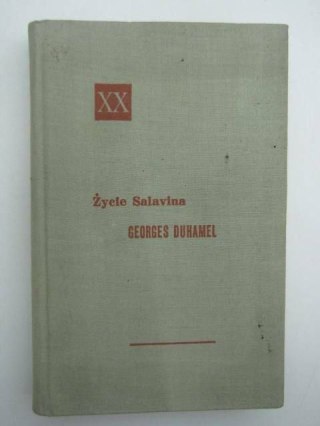 XX
Życie Salavina
GEORGES DUHAMEL